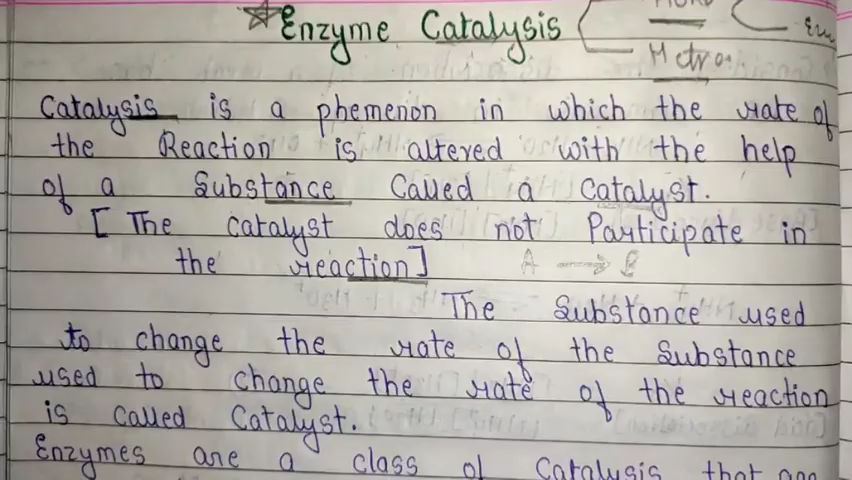 Enzyme Catalysis
Catalysis is a phemenon in which the rate of
the Reaction is altered with the help
of a Substance Called a catalyst.
[ The catalyst does not Participate in
the reaction] A → B
The Substance used
to change the rate of the Substance
used to change the rate of the reaction
is called Catalyst.
Enzymes are a class of Catalysis that